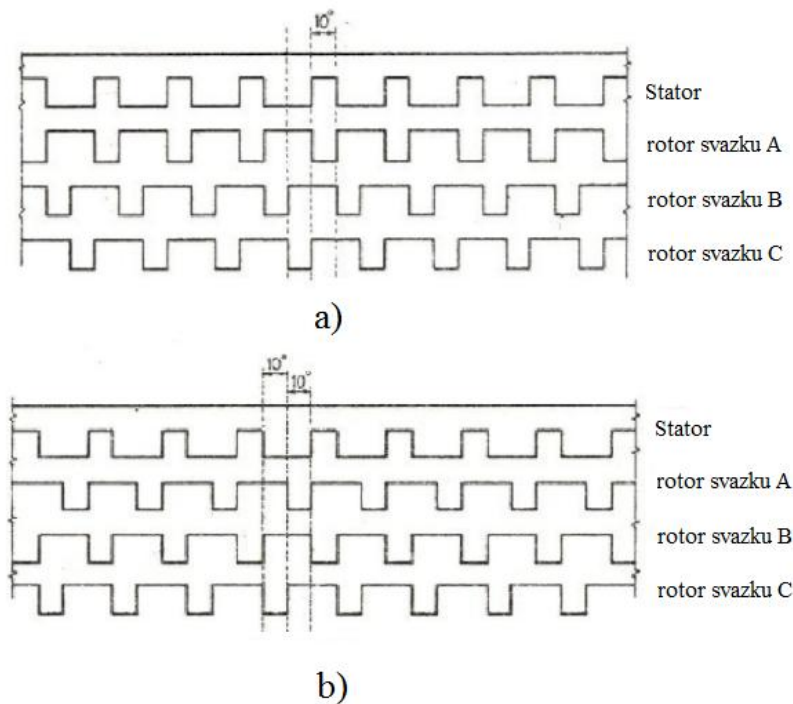 10°
Stator
rotor svazku A
rotor svazku B
rotor svazku C
a)
10°
10°
Stator
rotor svazku A
rotor svazku B
rotor svazku C
b)